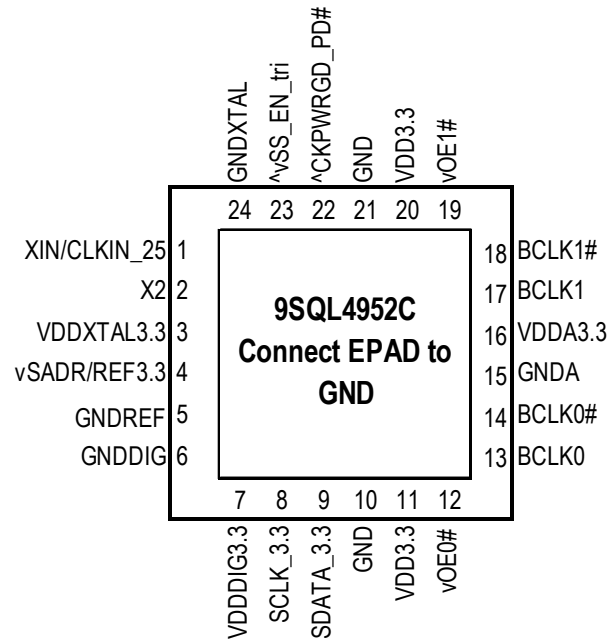 GNDXTAL
^vSS_EN_tri
^CKPWRGD_PD#
GND
VDD3.3
vOE1#
24 23 22 21 20 19
XIN/CLKIN_25 1
X2 2
VDDXTAL3.3 3
vSADR/REF3.3 4
GNDREF 5
GNDDIG 6
9SQL4952C
Connect EPAD to
GND
18 BCLK1#
17 BCLK1
16 VDDA3.3
15 GNDA
14 BCLK0#
13 BCLK0
7 8 9 10 11 12
VDDDIG3.3
SCLK_3.3
SDATA_3.3
GND
VDD3.3
vOE0#